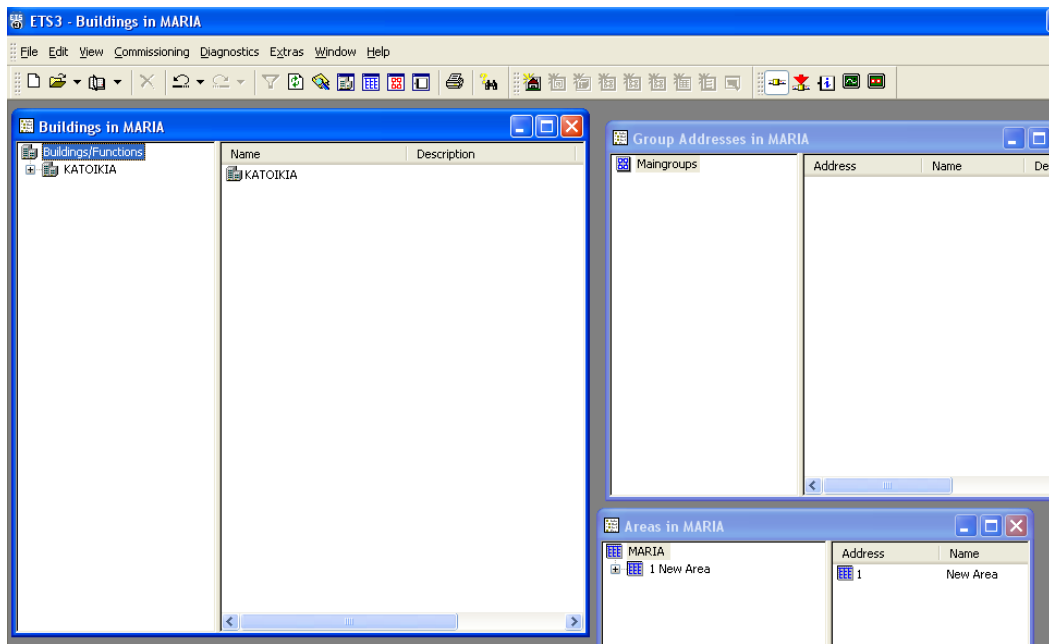 ETS3 - Buildings in MARIA
File Edit View Commissioning Diagnostics Extras Window Help
Buildings in MARIA
Buildings/Functions
KATOIKIA
Name Description
KATOIKIA
Group Addresses in MARIA
Maingroups
Address Name De
Areas in MARIA
MARIA
1 New Area
Address Name
1 New Area